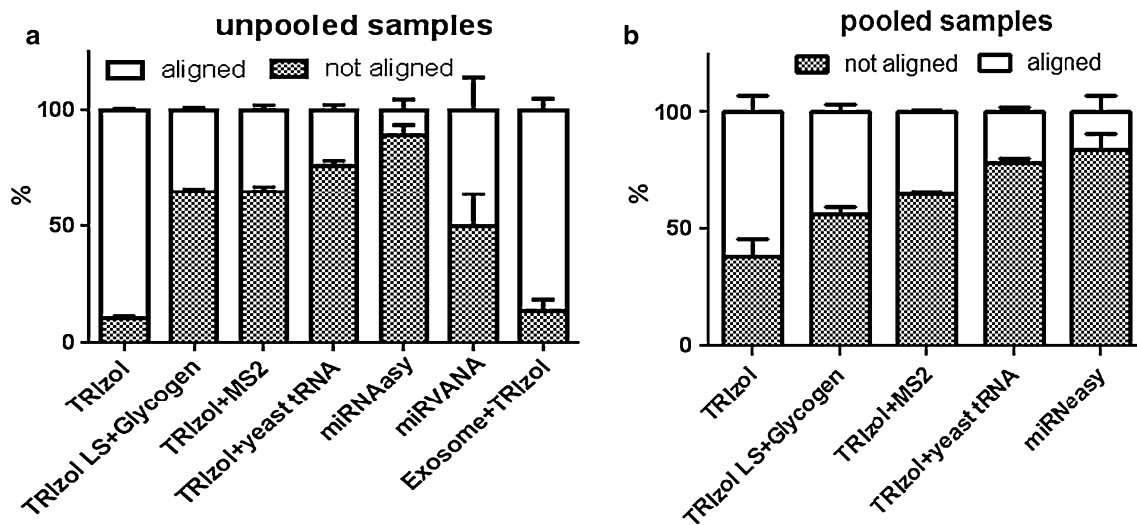 a
unpooled samples
aligned
not aligned
100
50
0
%
TRIzol
TRIzol LS+Glycogen
TRIzol+MS2
TRIzol+yeast tRNA
miRNAasy
miRVANA
Exosome+TRIzol
b
pooled samples
not aligned
aligned
100
50
0
%
TRIzol
TRIzol LS+Glycogen
TRIzol+MS2
TRIzol+yeast tRNA
miRNeasy